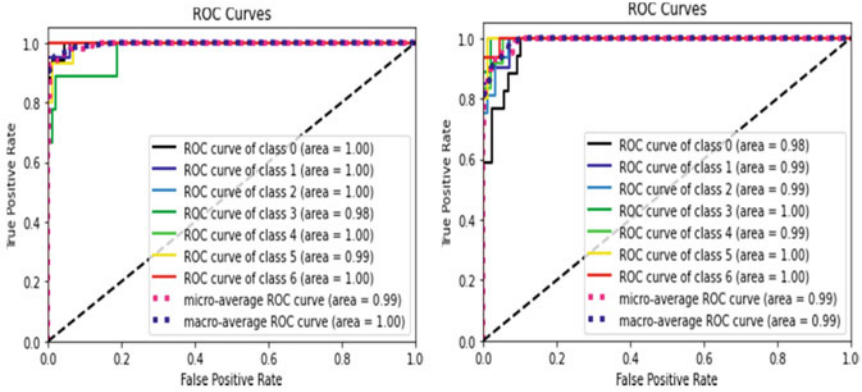 ROC Curves
1.0
0.8
0.6
0.4
0.2
0.0
True Positive Rate
ROC curve of class 0 (area = 1.00)
ROC curve of class 1 (area = 1.00)
ROC curve of class 2 (area = 1.00)
ROC curve of class 3 (area = 0.98)
ROC curve of class 4 (area = 1.00)
ROC curve of class 5 (area = 0.99)
ROC curve of class 6 (area = 1.00)
micro-average ROC curve (area = 0.99)
macro-average ROC curve (area = 1.00)
0.0 0.2 0.4 0.6 0.8 1.0
False Positive Rate
ROC Curves
1.0
0.8
0.6
0.4
0.2
0.0
True Positive Rate
ROC curve of class 0 (area = 0.98)
ROC curve of class 1 (area = 0.99)
ROC curve of class 2 (area = 0.99)
ROC curve of class 3 (area = 1.00)
ROC curve of class 4 (area = 0.99)
ROC curve of class 5 (area = 1.00)
ROC curve of class 6 (area = 1.00)
micro-average ROC curve (area = 0.99)
macro-average ROC curve (area = 0.99)
0.0 0.2 0.4 0.6 0.8 1.0
False Positive Rate